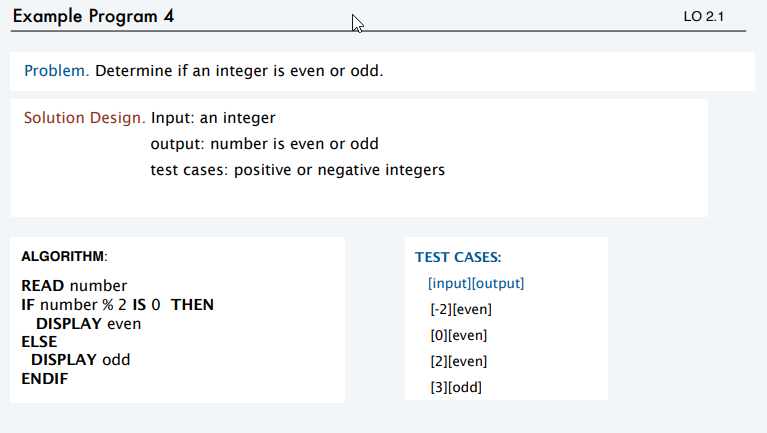 Example Program 4
LO 2.1
Problem. Determine if an integer is even or odd.
Solution Design. Input: an integer
output: number is even or odd
test cases: positive or negative integers
ALGORITHM:
READ number
IF number % 2 IS 0 THEN
DISPLAY even
ELSE
DISPLAY odd
ENDIF
TEST CASES:
[input][output]
[-2][even]
[0][even]
[2][even]
[3][odd]